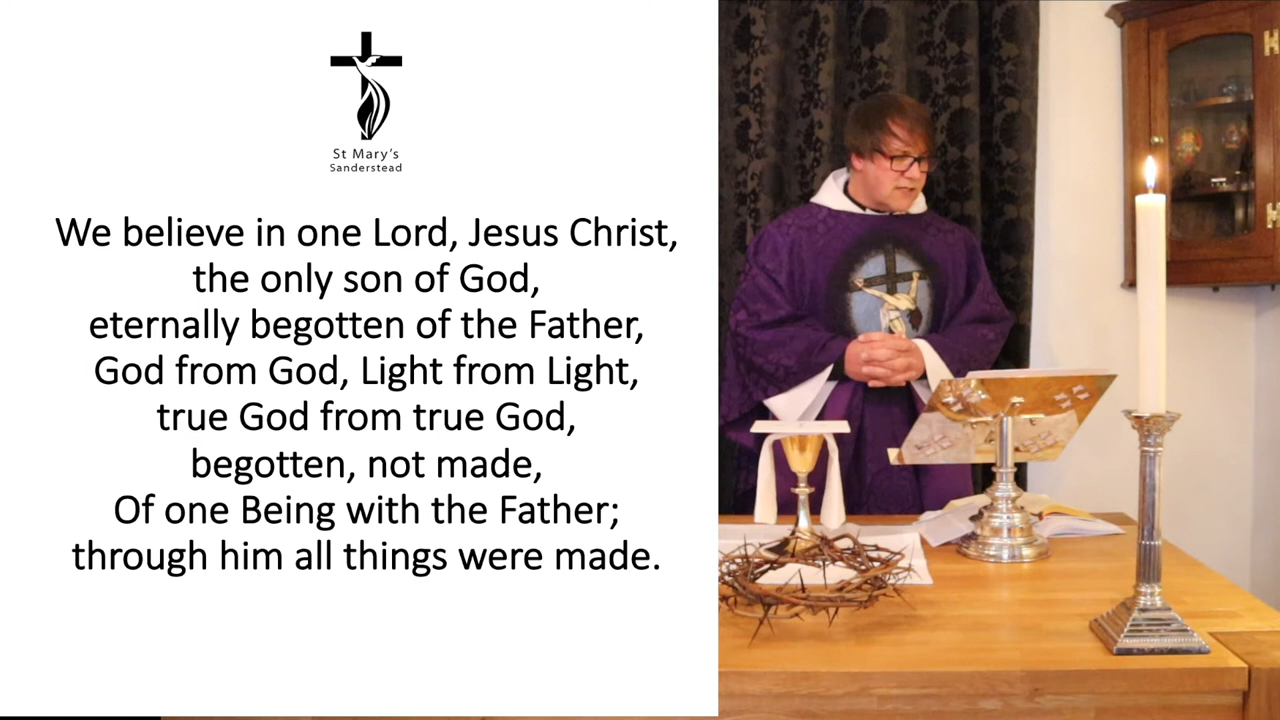 St Mary's
Sanderstead
We believe in one Lord, Jesus Christ,
the only son of God,
eternally begotten of the Father,
God from God, Light from Light,
true God from true God,
begotten, not made,
Of one Being with the Father;
through him all things were made.